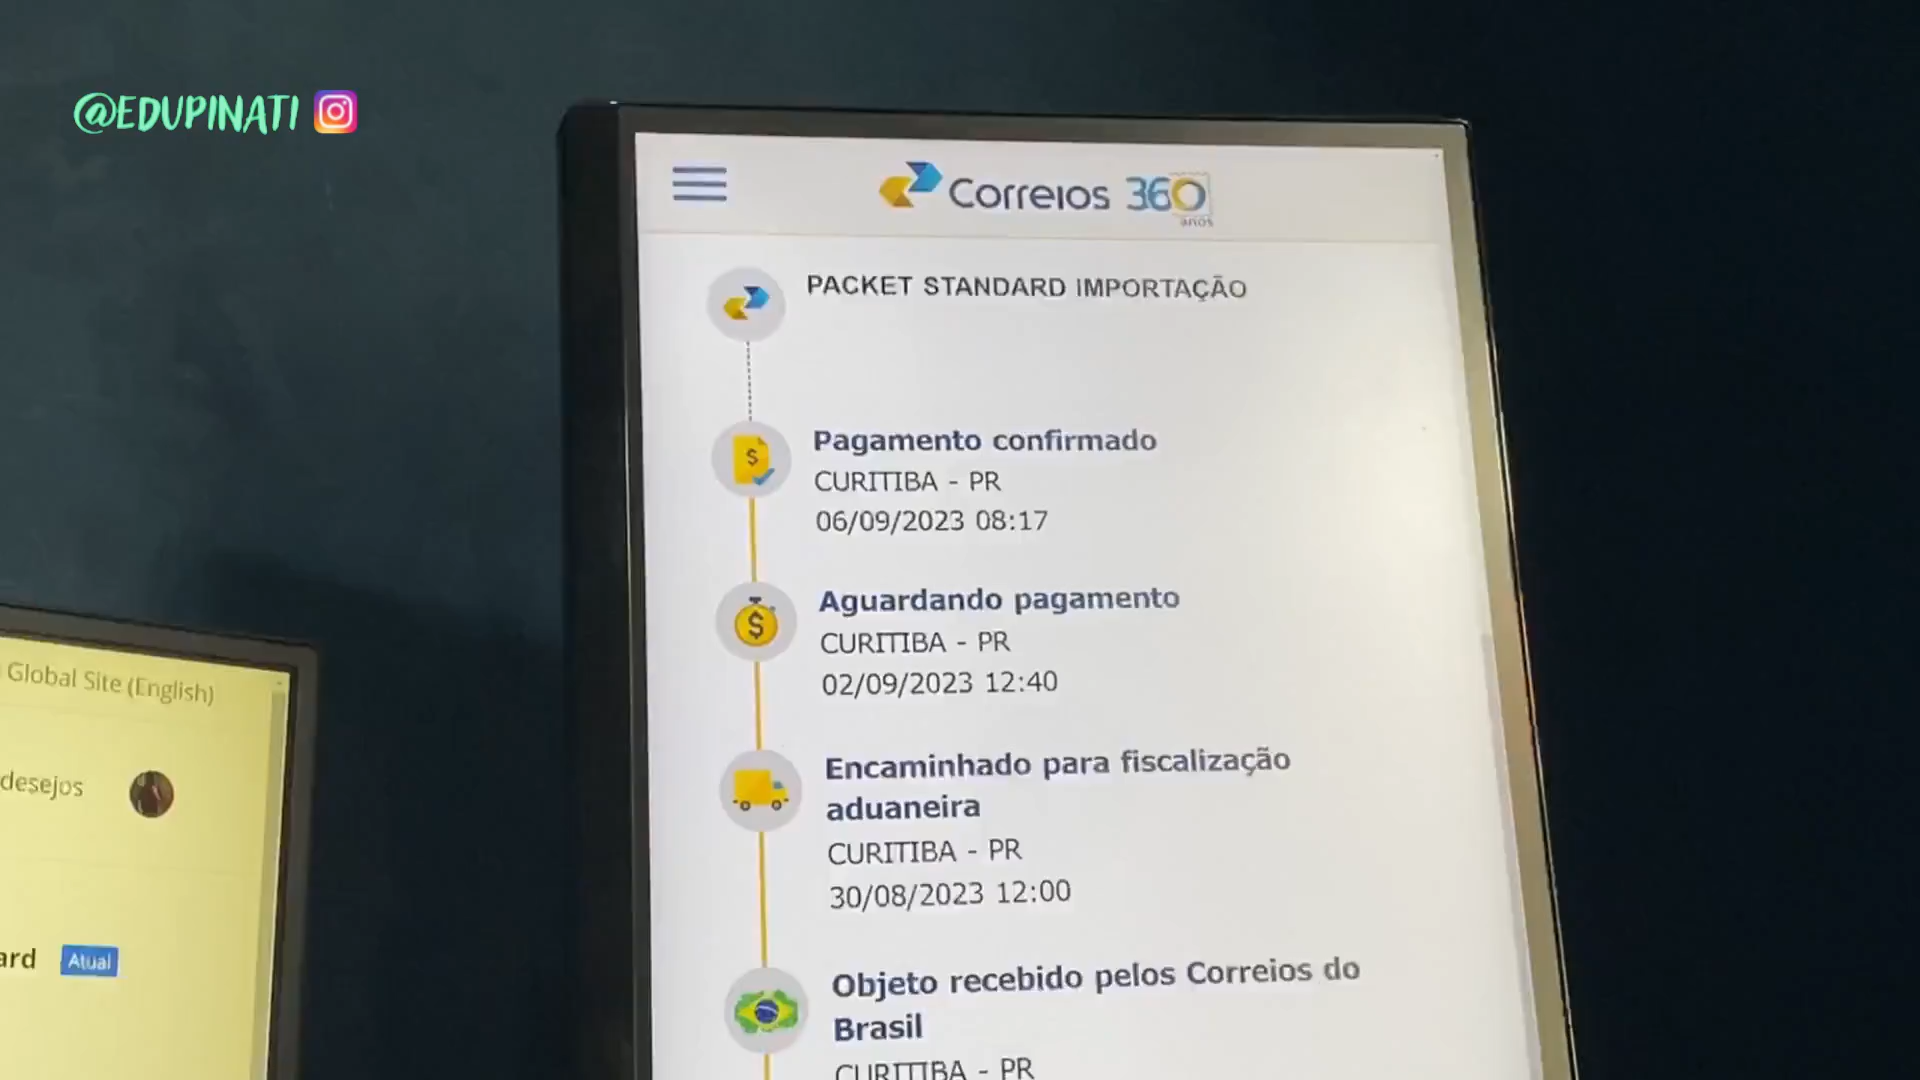 @EDUPINATI
Correios 360
anos
PACKET STANDARD IMPORTAÇÃO
Pagamento confirmado
CURITIBA - PR
06/09/2023 08:17
Aguardando pagamento
CURITIBA - PR
02/09/2023 12:40
Encaminhado para fiscalização
aduaneira
CURITIBA - PR
30/08/2023 12:00
Objeto recebido pelos Correios do
Brasil
CURITIBA - PR
Global Site (English)
desejos
ard Atual